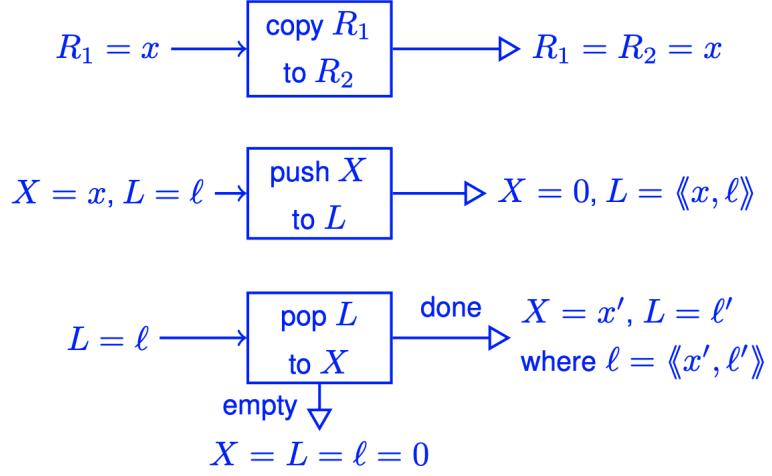 R₁ = x
copy R₁
to R₂
R₁ = R₂ = x
X = x, L = ℓ
push X
to L
X = 0, L = ⟪x, ℓ⟫
L = ℓ
pop L
to X
done
X = x′, L = ℓ′
where ℓ = ⟪x′, ℓ′⟫
empty
X = L = ℓ = 0